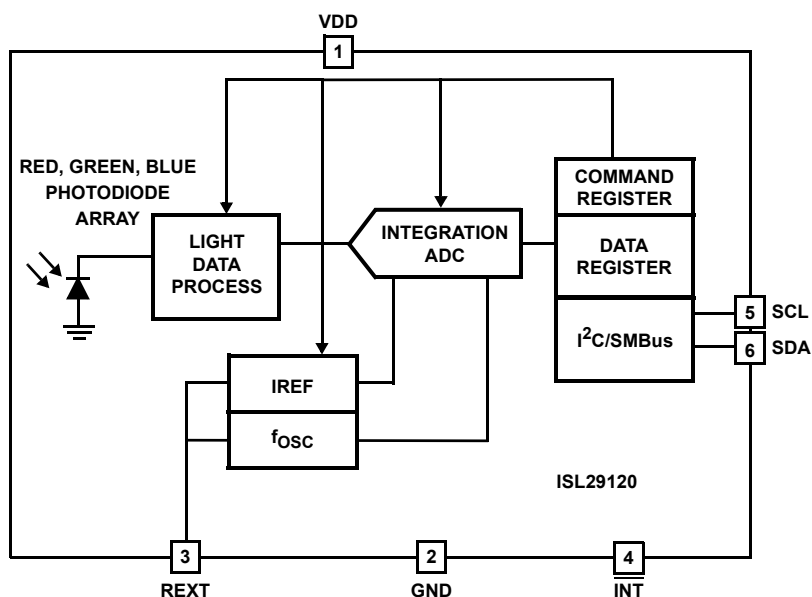 VDD
1
RED, GREEN, BLUE
PHOTODIODE
ARRAY
LIGHT
DATA
PROCESS
INTEGRATION
ADC
COMMAND
REGISTER
DATA
REGISTER
I²C/SMBus
5 SCL
6 SDA
IREF
fOSC
ISL29120
3
REXT
2
GND
4
INT